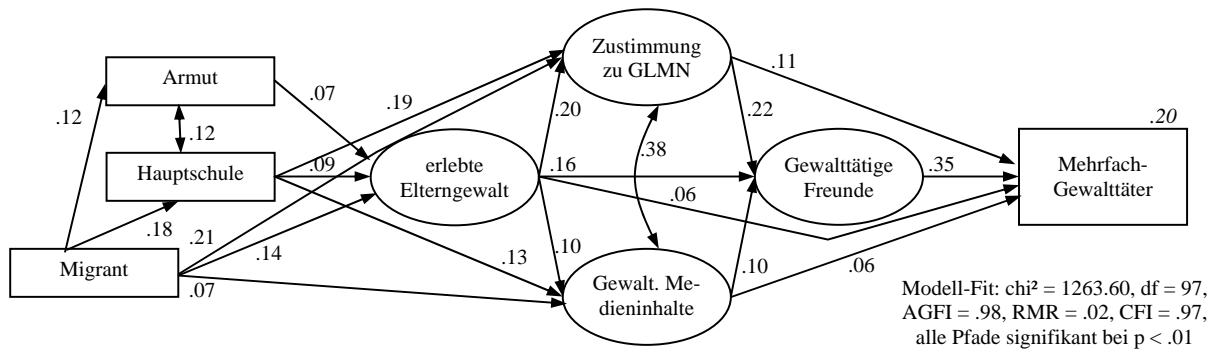 Zustimmung
zu GLMN
.11
Armut
.07
.19
.12
.20
.22
.20
.12
.38
Hauptschule
.09
erlebte
Elterngewalt
.16
Gewalttätige
Freunde
.35
Mehrfach-
Gewalttäter
.06
.18
.21
.14
.13
.10
.10
.06
Migrant
.07
Gewalt. Me-
dieninhalte
Modell-Fit: chi² = 1263.60, df = 97,
AGFI = .98, RMR = .02, CFI = .97,
alle Pfade signifikant bei p < .01